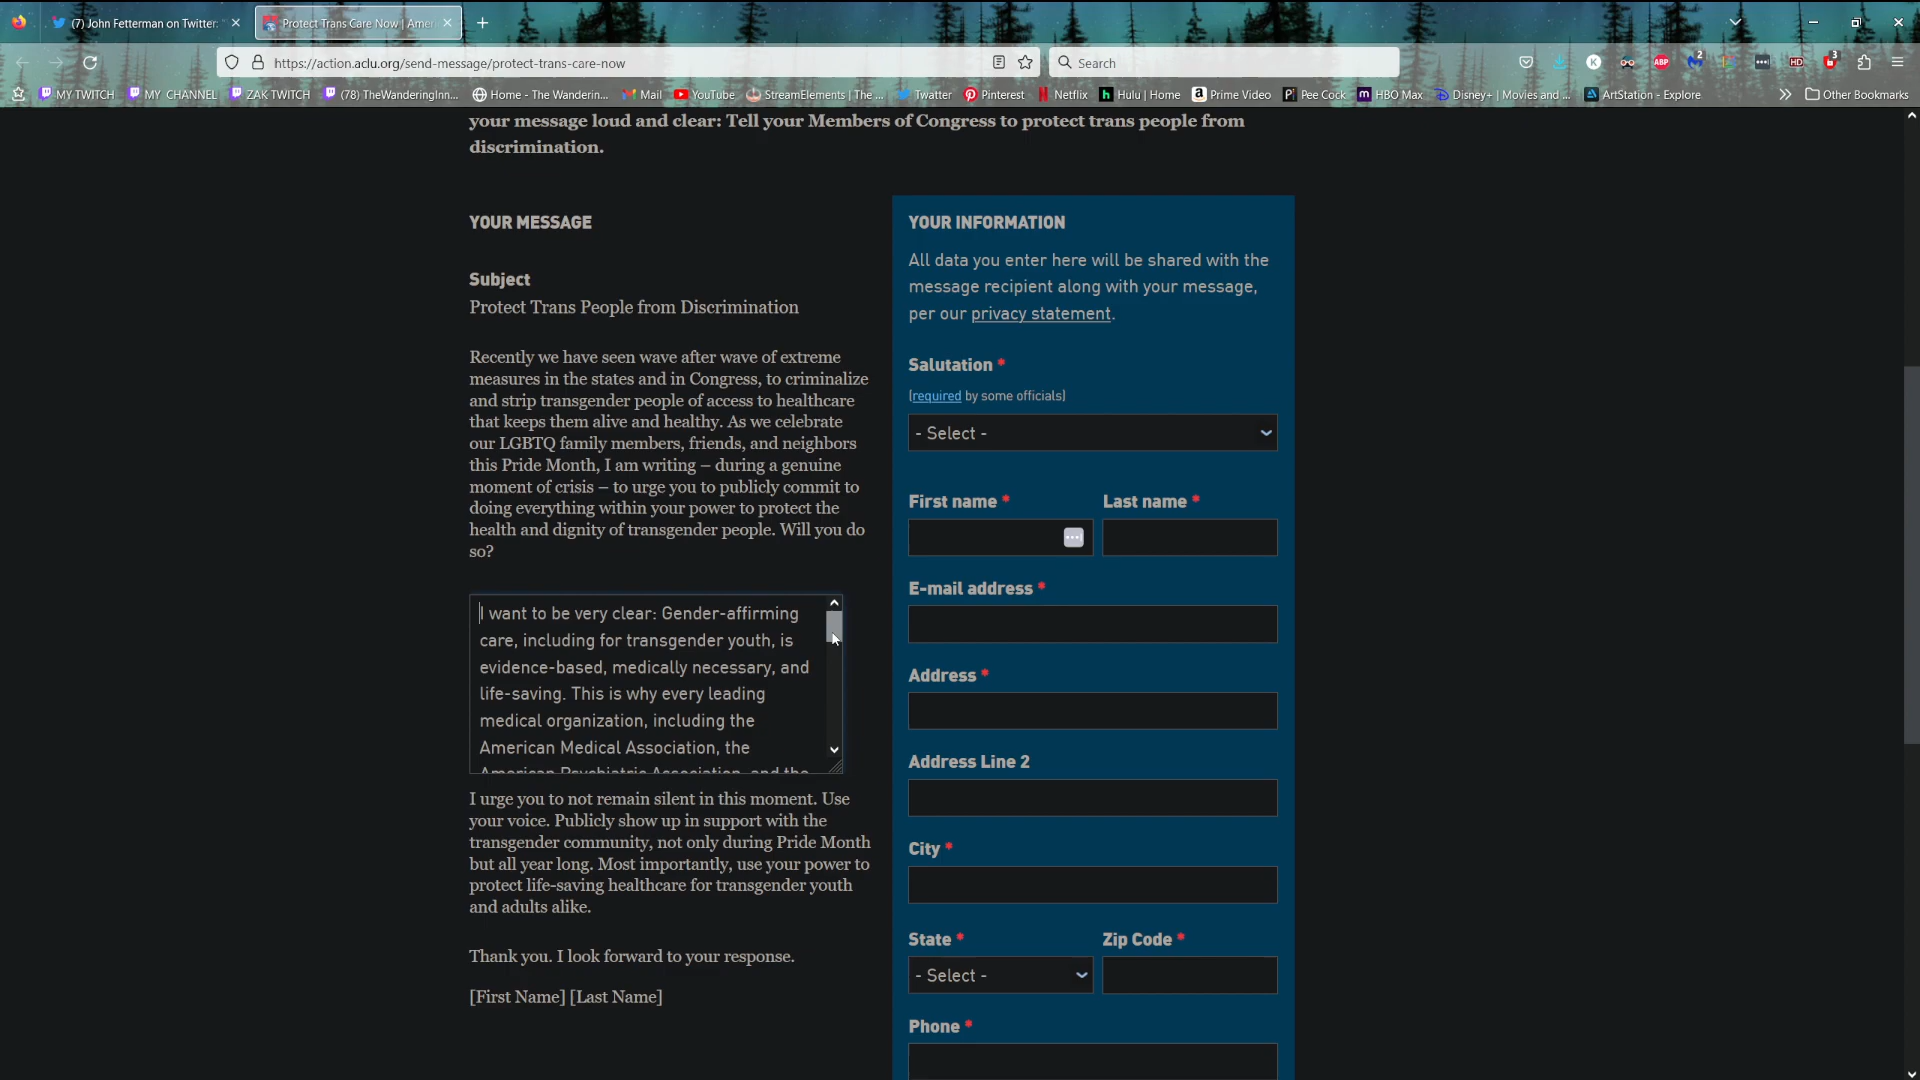 (7) John Fetterman on Twitter:
Protect Trans Care Now | Amer
https://action.aclu.org/send-message/protect-trans-care-now
Search
2
3
K
ABP
HD
MY TWITCH
MY CHANNEL
ZAK TWITCH
(78) TheWanderingInn...
Home - The Wanderin...
Mail
YouTube
StreamElements | The ...
Twatter
Pinterest
Netflix
Hulu | Home
Prime Video
Pee Cock
HBO Max
Disney+ | Movies and ...
ArtStation - Explore
Other Bookmarks
your message loud and clear: Tell your Members of Congress to protect trans people from
discrimination.
YOUR MESSAGE
Subject
Protect Trans People from Discrimination
Recently we have seen wave after wave of extreme
measures in the states and in Congress, to criminalize
and strip transgender people of access to healthcare
that keeps them alive and healthy. As we celebrate
our LGBTQ family members, friends, and neighbors
this Pride Month, I am writing – during a genuine
moment of crisis – to urge you to publicly commit to
doing everything within your power to protect the
health and dignity of transgender people. Will you do
so?
I want to be very clear: Gender-affirming
care, including for transgender youth, is
evidence-based, medically necessary, and
life-saving. This is why every leading
medical organization, including the
American Medical Association, the
American Psychiatric Association, and the
I urge you to not remain silent in this moment. Use
your voice. Publicly show up in support with the
transgender community, not only during Pride Month
but all year long. Most importantly, use your power to
protect life-saving healthcare for transgender youth
and adults alike.
Thank you. I look forward to your response.
[First Name] [Last Name]
YOUR INFORMATION
All data you enter here will be shared with the
message recipient along with your message,
per our privacy statement.
Salutation *
(required by some officials)
- Select -
First name *
Last name *
E-mail address *
Address *
Address Line 2
City *
State *
Zip Code *
- Select -
Phone *